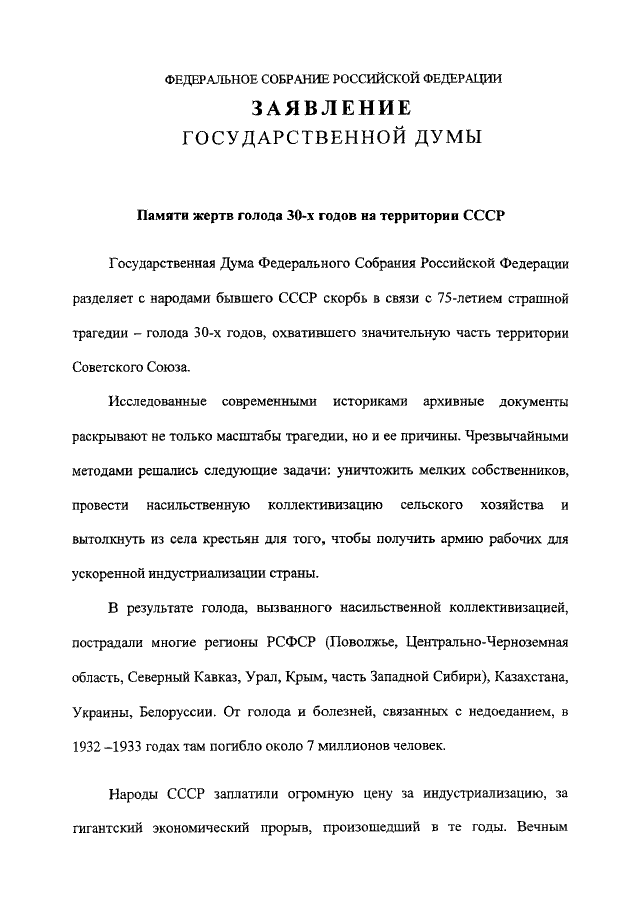 ФЕДЕРАЛЬНОЕ СОБРАНИЕ РОССИЙСКОЙ ФЕДЕРАЦИИ
ЗАЯВЛЕНИЕ
ГОСУДАРСТВЕННОЙ ДУМЫ
Памяти жертв голода 30-х годов на территории СССР
Государственная Дума Федерального Собрания Российской Федерации
разделяет с народами бывшего СССР скорбь в связи с 75-летием страшной
трагедии – голода 30-х годов, охватившего значительную часть территории
Советского Союза.
Исследованные современными историками архивные документы
раскрывают не только масштабы трагедии, но и ее причины. Чрезвычайными
методами решались следующие задачи: уничтожить мелких собственников,
провести насильственную коллективизацию сельского хозяйства и
вытолкнуть из села крестьян для того, чтобы получить армию рабочих для
ускоренной индустриализации страны.
В результате голода, вызванного насильственной коллективизацией,
пострадали многие регионы РСФСР (Поволжье, Центрально-Черноземная
область, Северный Кавказ, Урал, Крым, часть Западной Сибири), Казахстана,
Украины, Белоруссии. От голода и болезней, связанных с недоеданием, в
1932 –1933 годах там погибло около 7 миллионов человек.
Народы СССР заплатили огромную цену за индустриализацию, за
гигантский экономический прорыв, произошедший в те годы. Вечным